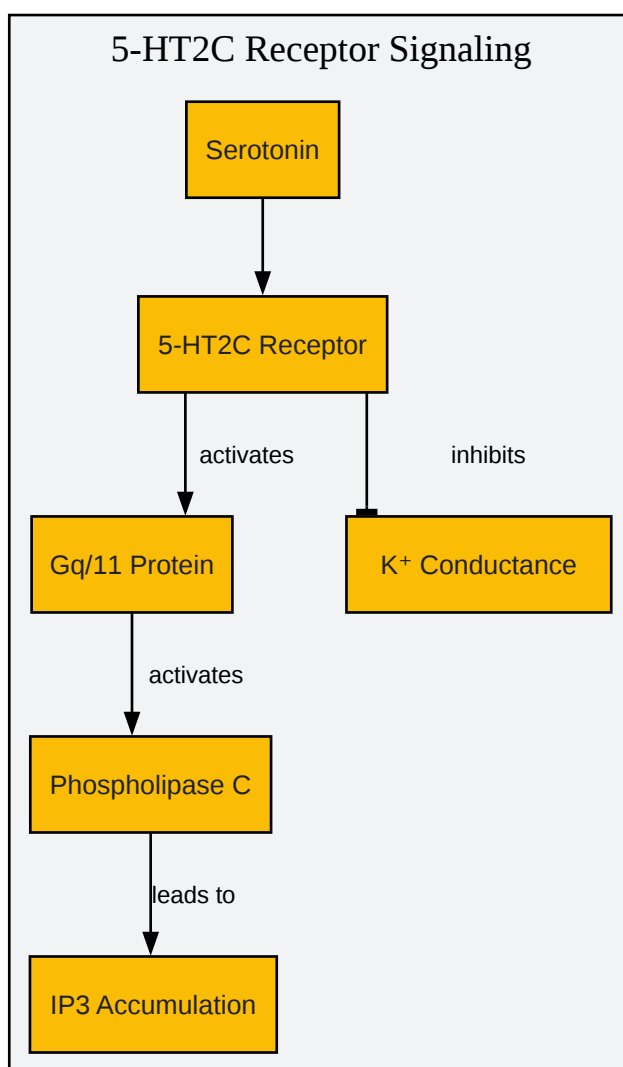 5-HT2C Receptor Signaling
Serotonin
5-HT2C Receptor
activates
inhibits
Gq/11 Protein
K⁺ Conductance
activates
Phospholipase C
leads to
IP3 Accumulation